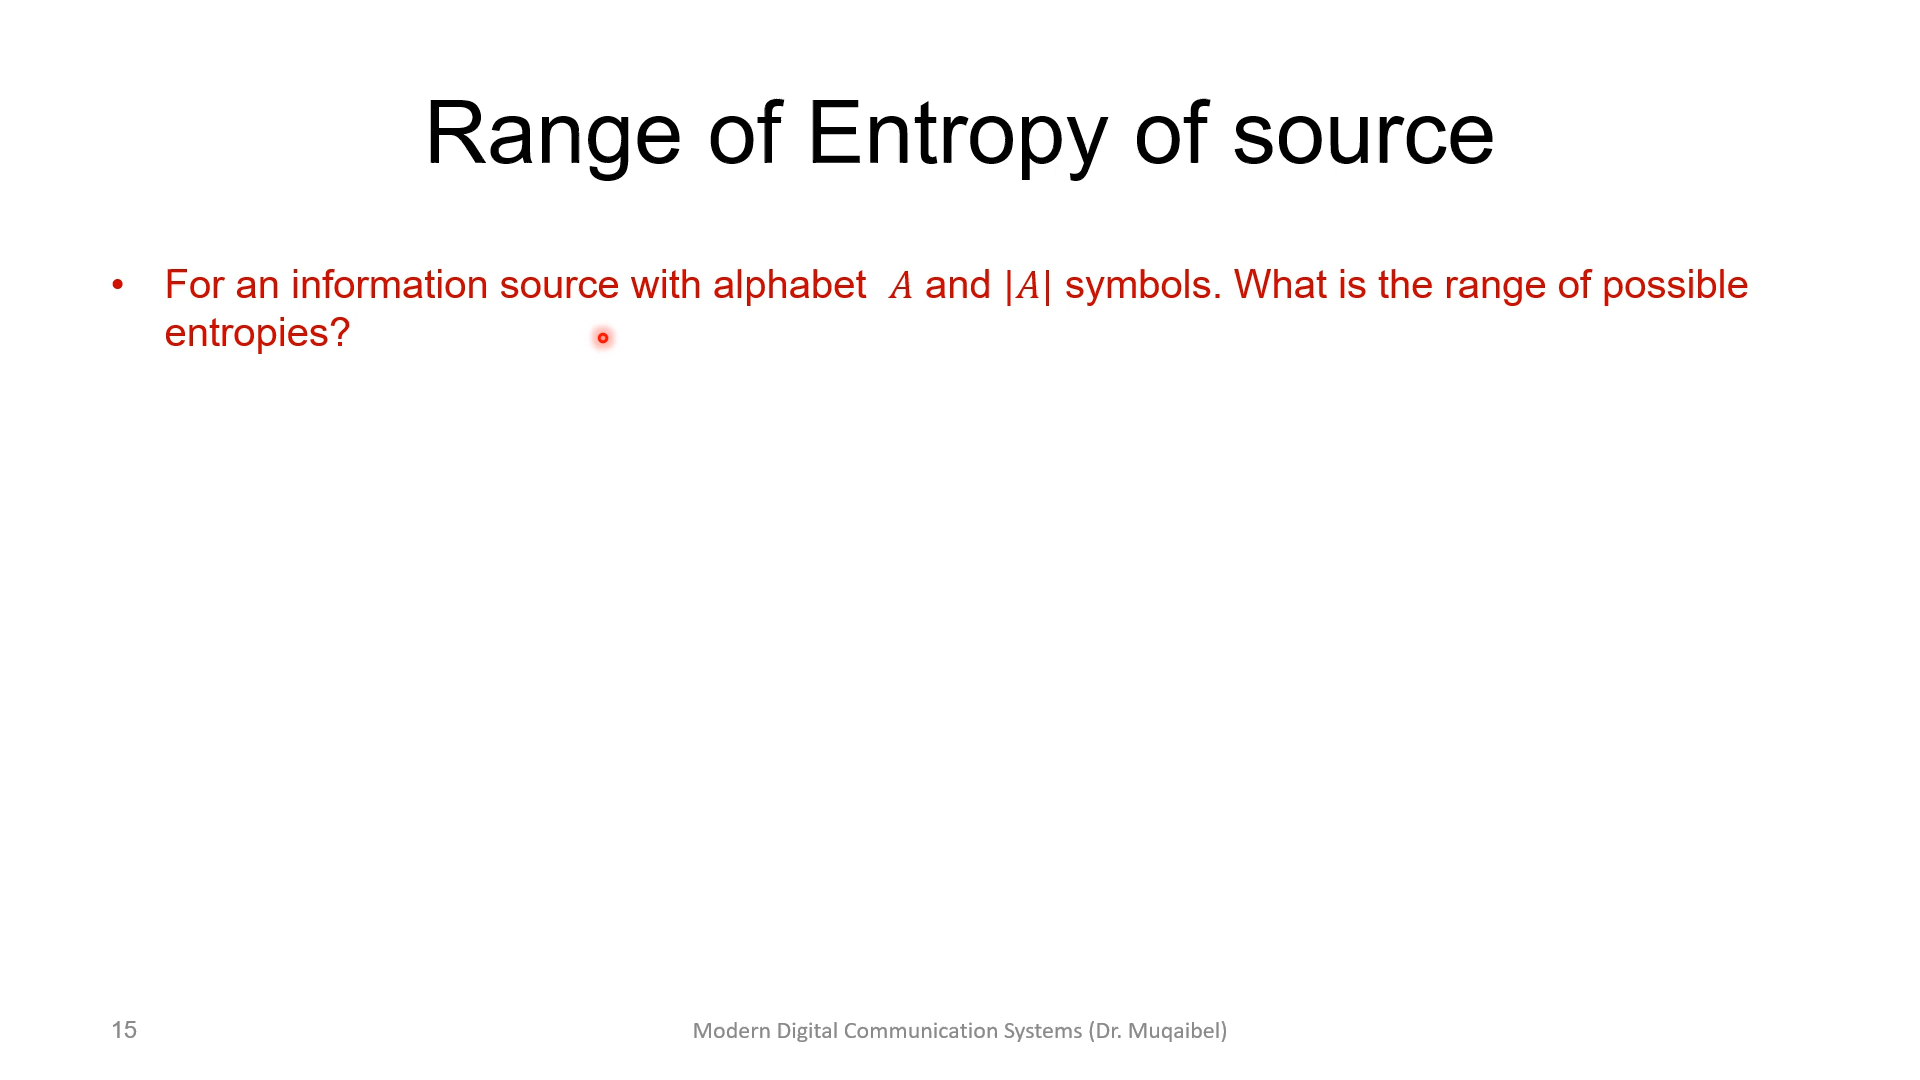 Range of Entropy of source
• For an information source with alphabet A and |A| symbols. What is the range of possible
entropies?
15
Modern Digital Communication Systems (Dr. Muqaibel)